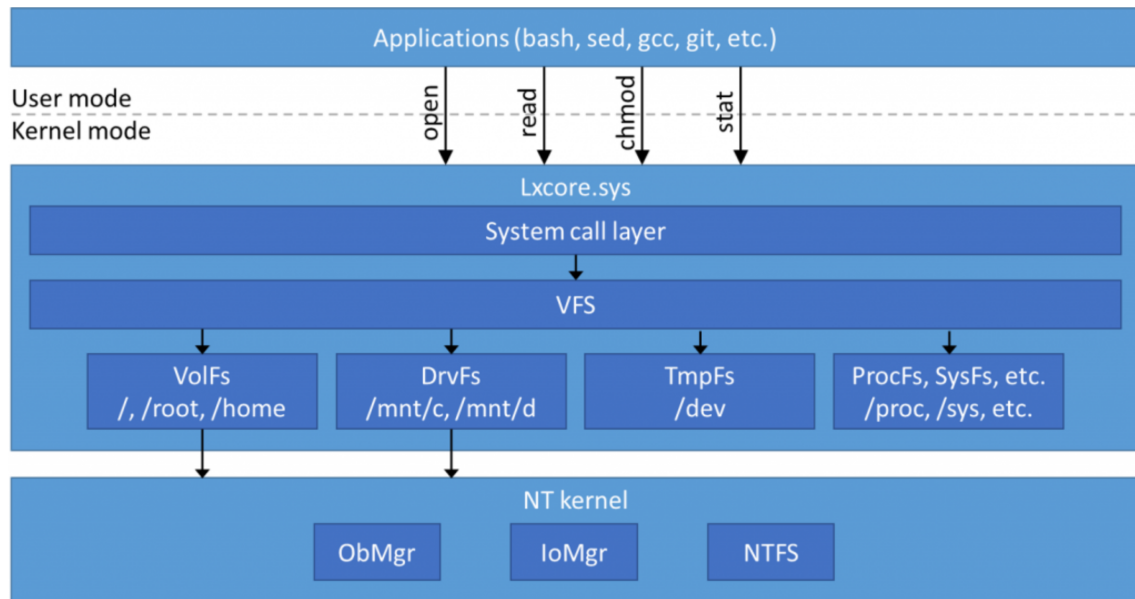 Applications (bash, sed, gcc, git, etc.)
User mode
Kernel mode
open
read
chmod
stat
Lxcore.sys
System call layer
VFS
VolFs
/, /root, /home
DrvFs
/mnt/c, /mnt/d
TmpFs
/dev
ProcFs, SysFs, etc.
/proc, /sys, etc.
NT kernel
ObMgr
IoMgr
NTFS